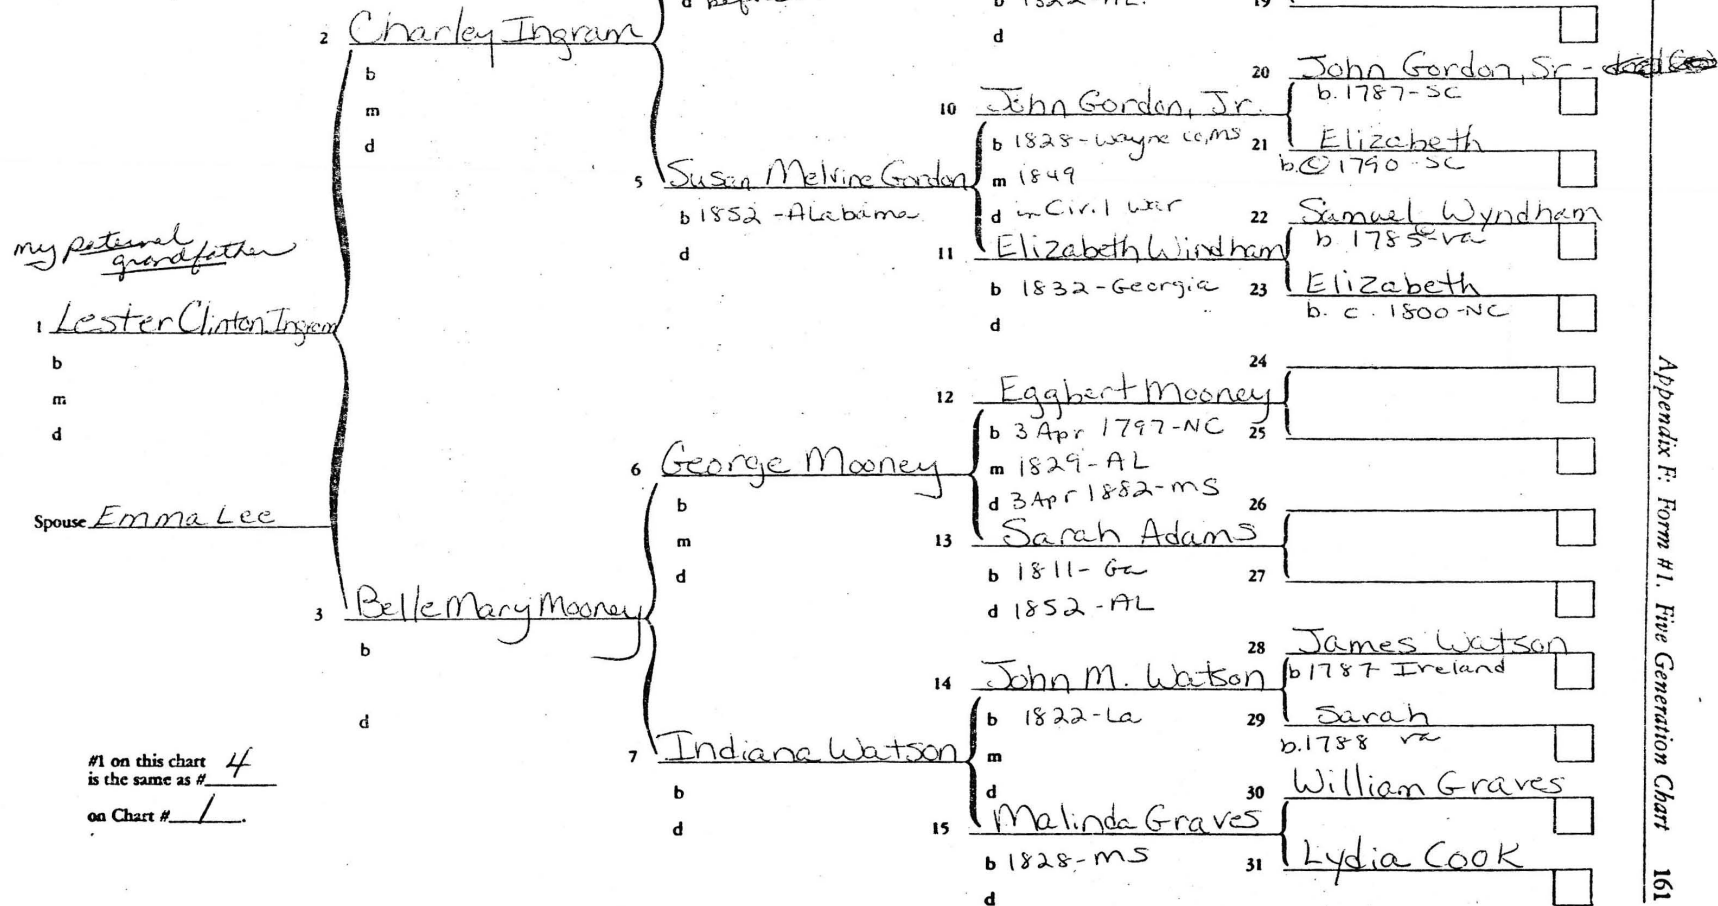 d
b 1822-AL.
19
2 Charley Ingram
b
m
d
d
20 John Gordon, Sr -
b. 1787-SC
10 John Gordon, Jr.
b 1828-Wayne co, MS
m 1849
d in Civil war
21 Elizabeth
b. c 1790-SC
5 Susan Melvine Gordon
b 1852 -Alabama
d
22 Samuel Wyndham
b. 1785-va
11 Elizabeth Windham
b 1832-Georgia
d
23 Elizabeth
b. c. 1800-NC
my paternal
grandfather
1 Lester Clinton Ingram
b
m
d
Spouse Emma Lee
24
12 Eggbert Mooney
b 3 Apr 1797-NC
m 1829-AL
d 3 Apr 1882-MS
25
6 George Mooney
b
m
d
26
13 Sarah Adams
b 1811- Ga
d 1852-AL
27
3 Belle Mary Mooney
b
d
28 James Watson
b 1787 Ireland
14 John M. Watson
b 1822-La
m
d
29 Sarah
b. 1788 va
7 Indiana Watson
b
d
30 William Graves
15 Malinda Graves
b 1828-MS
d
31 Lydia Cook
#1 on this chart
is the same as # 4
on Chart # 1.
Appendix F: Form #1. Five Generation Chart 161